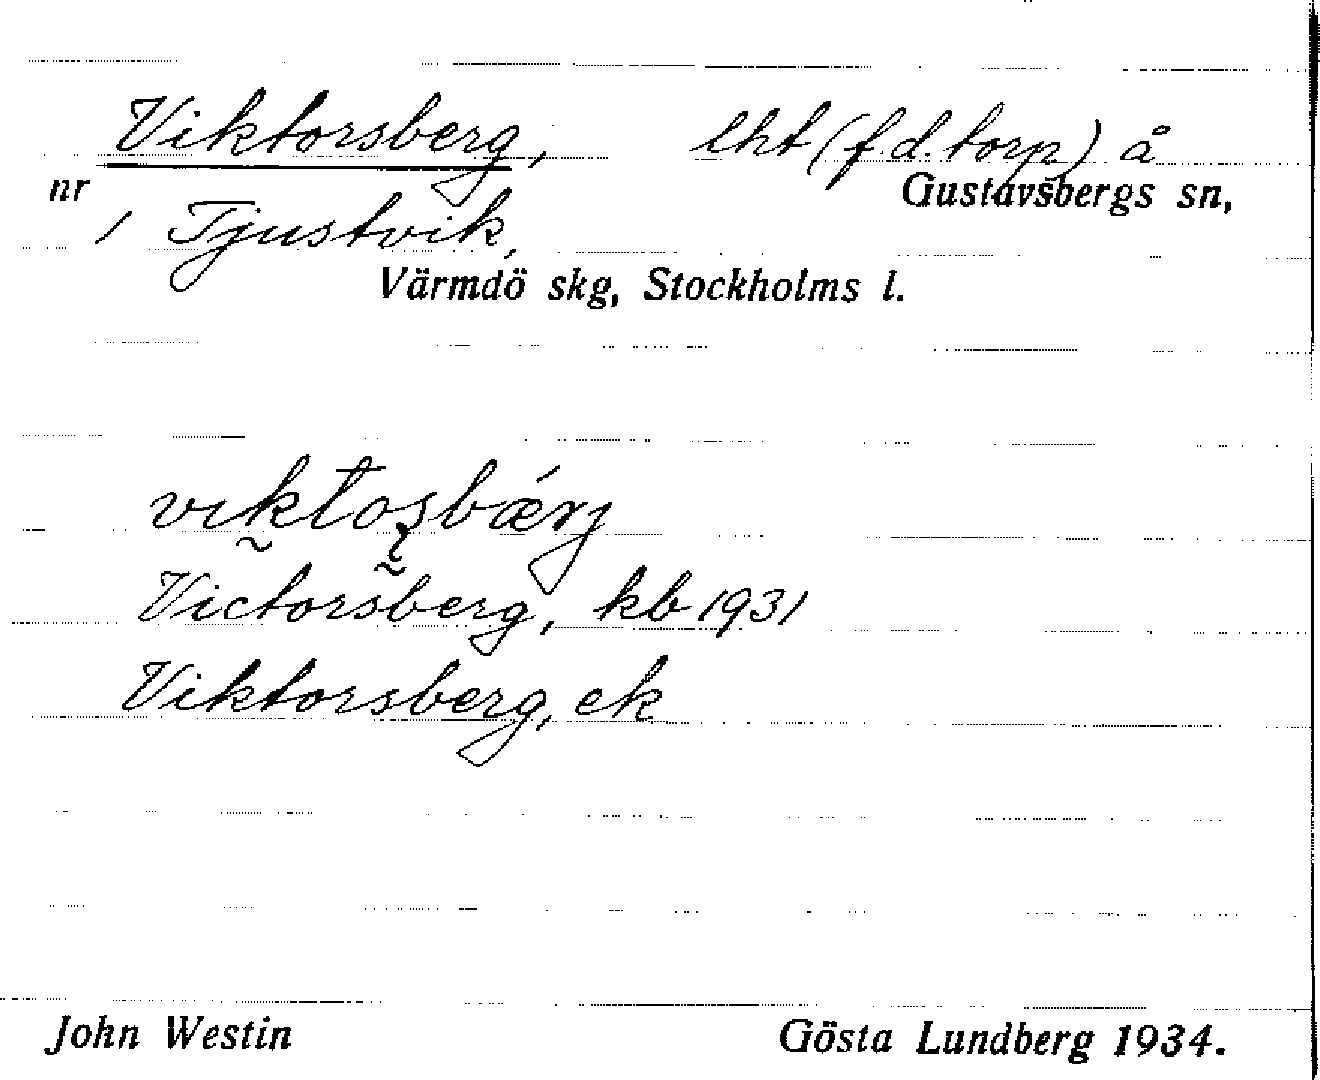 Viktorsberg, lht (f.d. torp) å
nr Gustavsbergs sn,
1 Tjustvik,
Värmdö skg, Stockholms l.
Victorsberg, kb 1931
Viktorsberg, ek
John Westin Gösta Lundberg 1934.